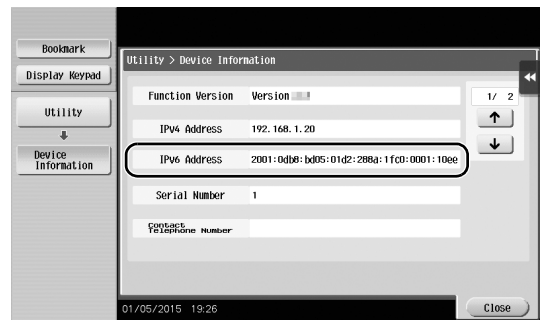 Bookmark
Display Keypad
Utility
Device
Information
Utility > Device Information
Function Version Version
1/ 2
IPv4 Address 192.168.1.20
IPv6 Address 2001:0db8:bd05:01d2:288a:1fc0:0001:10ee
Serial Number 1
Contact
Telephone Number
01/05/2015 19:26
Close